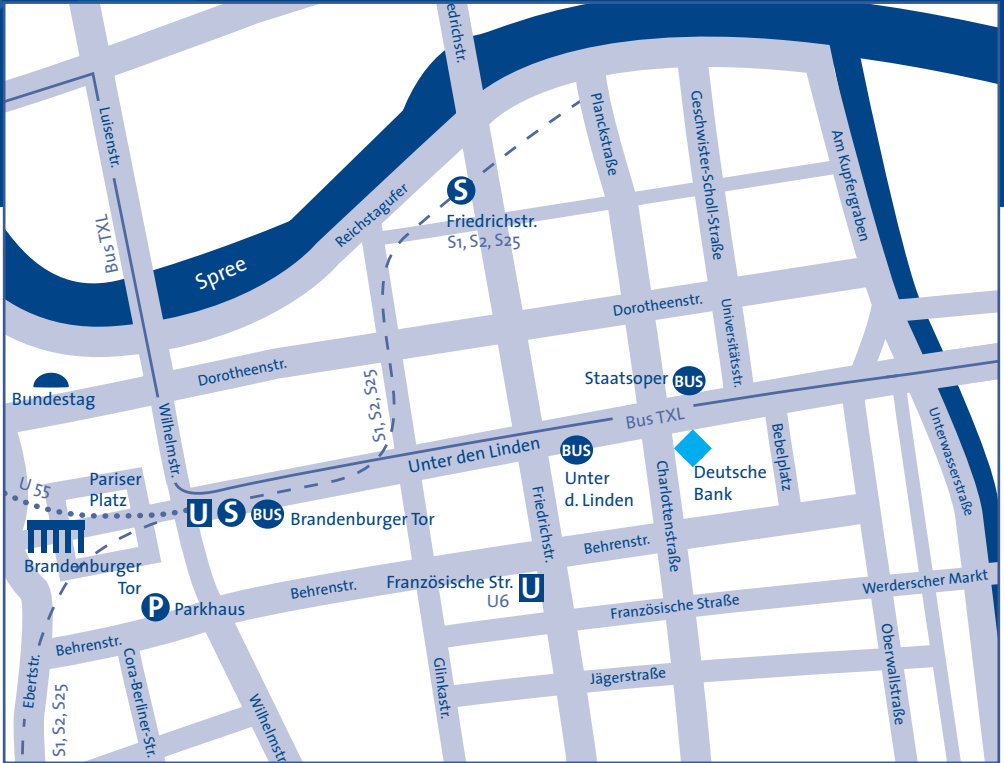 edrichstr.
Luisenstr.
Planckstraße
Geschwister-Scholl-Straße
Am Kupfergraben
Bus TXL
Reichstagufer
S
Friedrichstr.
S1, S2, S25
Spree
Dorotheenstr.
Universitätsstr.
Dorotheenstr.
Bundestag
Staatsoper
BUS
S1, S2, S25
Wilhelmstr.
Bus TXL
Unter den Linden
BUS
Unter
d. Linden
Charlottenstraße
Deutsche
Bank
Bebelplatz
Unterwasserstraße
Pariser
Platz
U 55
U
S
BUS
Brandenburger Tor
Friedrichstr.
Brandenburger
Tor
Behrenstr.
Französische Str.
U
U6
Behrenstr.
P
Parkhaus
Französische Straße
Werderscher Markt
Behrenstr.
Ebertstr.
S1, S2, S25
Cora-Berliner-Str.
Wilhelmstr
Glinkastr.
Jägerstraße
Oberwallstraße